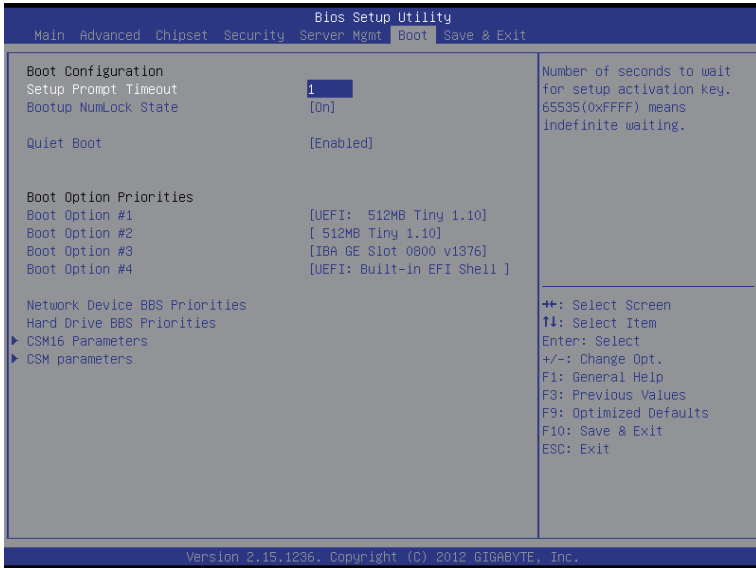 Bios Setup Utility
Main Advanced Chipset Security Server Mgmt Boot Save & Exit
Boot Configuration
Setup Prompt Timeout 1
Bootup NumLock State [On]
Quiet Boot [Enabled]
Boot Option Priorities
Boot Option #1 [UEFI: 512MB Tiny 1.10]
Boot Option #2 [ 512MB Tiny 1.10]
Boot Option #3 [IBA GE Slot 0800 v1376]
Boot Option #4 [UEFI: Built-in EFI Shell ]
Network Device BBS Priorities
Hard Drive BBS Priorities
CSM16 Parameters
CSM parameters
Number of seconds to wait
for setup activation key.
65535(0xFFFF) means
indefinite waiting.
→←: Select Screen
↑↓: Select Item
Enter: Select
+/-: Change Opt.
F1: General Help
F3: Previous Values
F9: Optimized Defaults
F10: Save & Exit
ESC: Exit
Version 2.15.1236. Copyright (C) 2012 GIGABYTE, Inc.